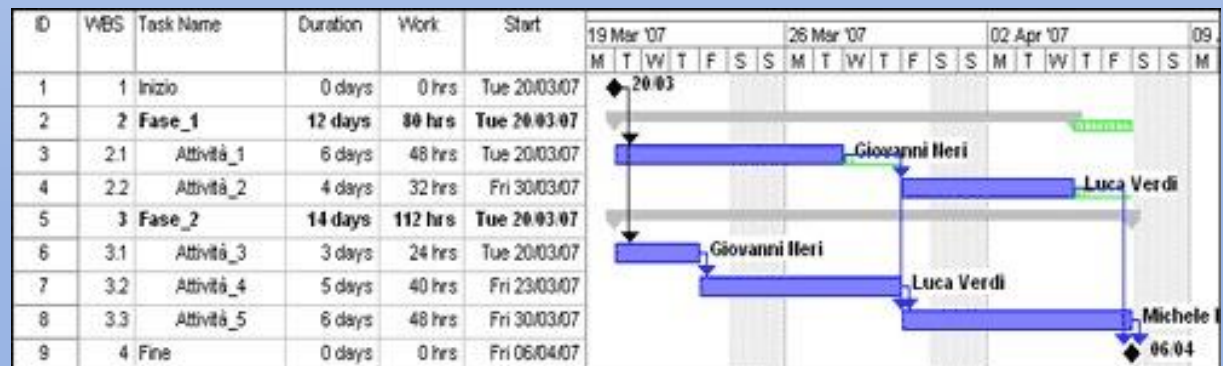 ID WBS Task Name Duration Work Start 19 Mar '07 26 Mar '07 02 Apr '07 09
M T W T F S S M T W T F S S M T W T F S S M
1 1 Inizio 0 days 0 hrs Tue 20/03/07 20/03
2 2 Fase_1 12 days 80 hrs Tue 20/03/07
3 2.1 Attività_1 6 days 48 hrs Tue 20/03/07 Giovanni Neri
4 2.2 Attività_2 4 days 32 hrs Fri 30/03/07 Luca Verdi
5 3 Fase_2 14 days 112 hrs Tue 20/03/07
6 3.1 Attività_3 3 days 24 hrs Tue 20/03/07 Giovanni Neri
7 3.2 Attività_4 5 days 40 hrs Fri 23/03/07 Luca Verdi
8 3.3 Attività_5 6 days 48 hrs Fri 30/03/07 Michele
9 4 Fine 0 days 0 hrs Fri 06/04/07 06/04